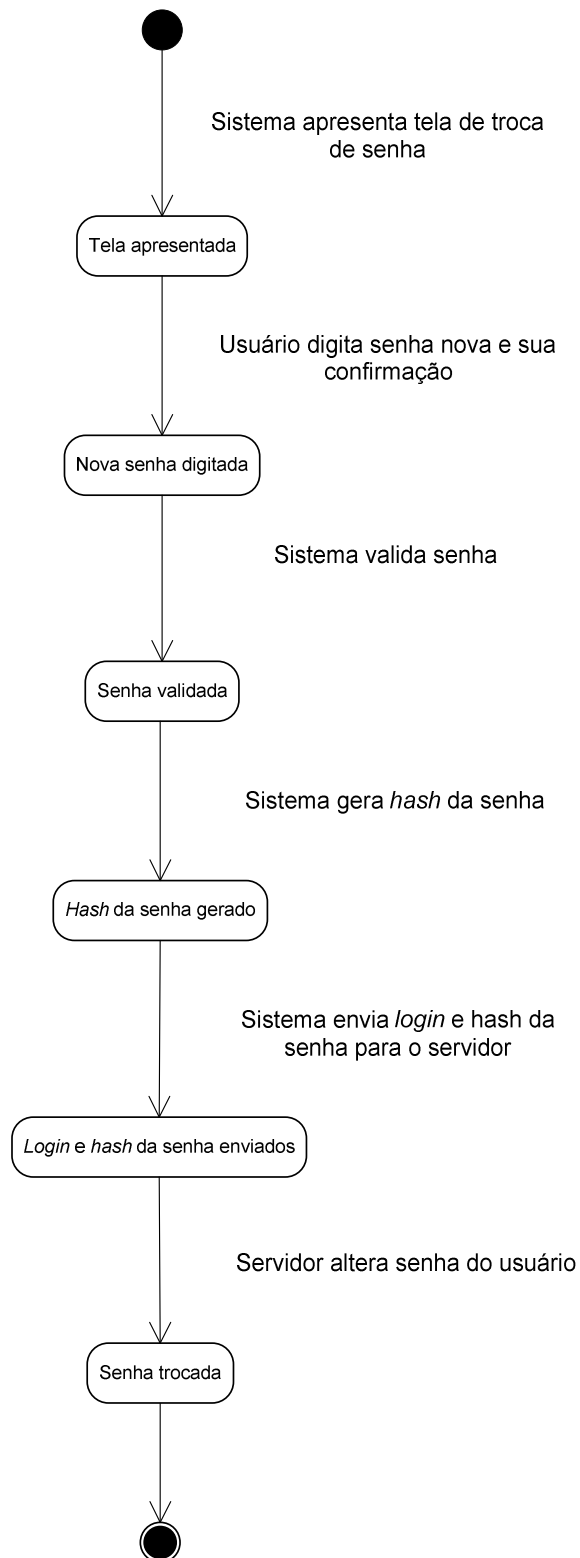 Sistema apresenta tela de troca
de senha
Tela apresentada
Usuário digita senha nova e sua
confirmação
Nova senha digitada
Sistema valida senha
Senha validada
Sistema gera hash da senha
Hash da senha gerado
Sistema envia login e hash da
senha para o servidor
Login e hash da senha enviados
Servidor altera senha do usuário
Senha trocada